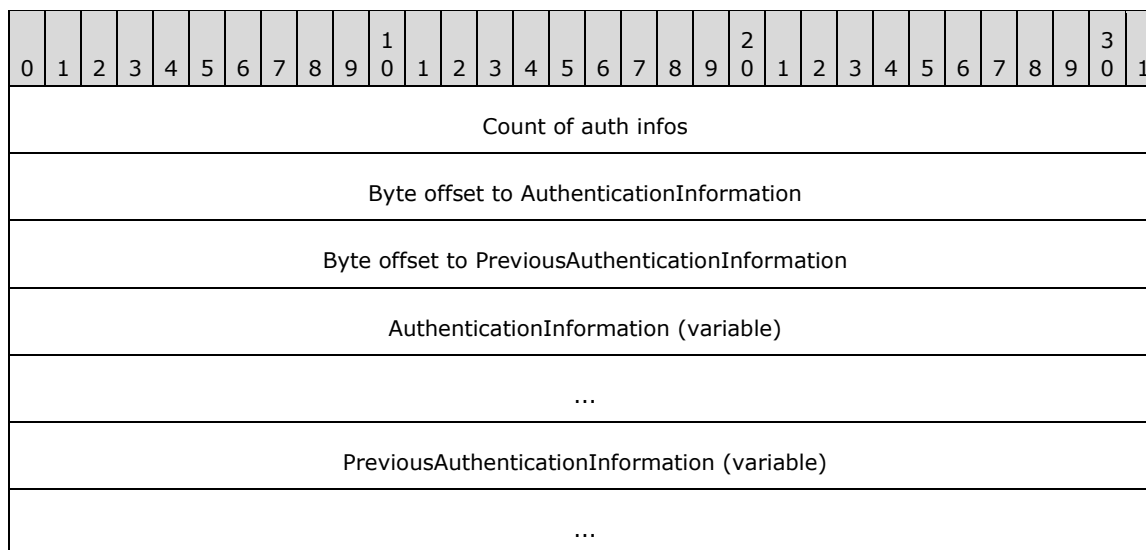 1 2 3
0 1 2 3 4 5 6 7 8 9 0 1 2 3 4 5 6 7 8 9 0 1 2 3 4 5 6 7 8 9 0 1
Count of auth infos
Byte offset to AuthenticationInformation
Byte offset to PreviousAuthenticationInformation
AuthenticationInformation (variable)
...
PreviousAuthenticationInformation (variable)
...